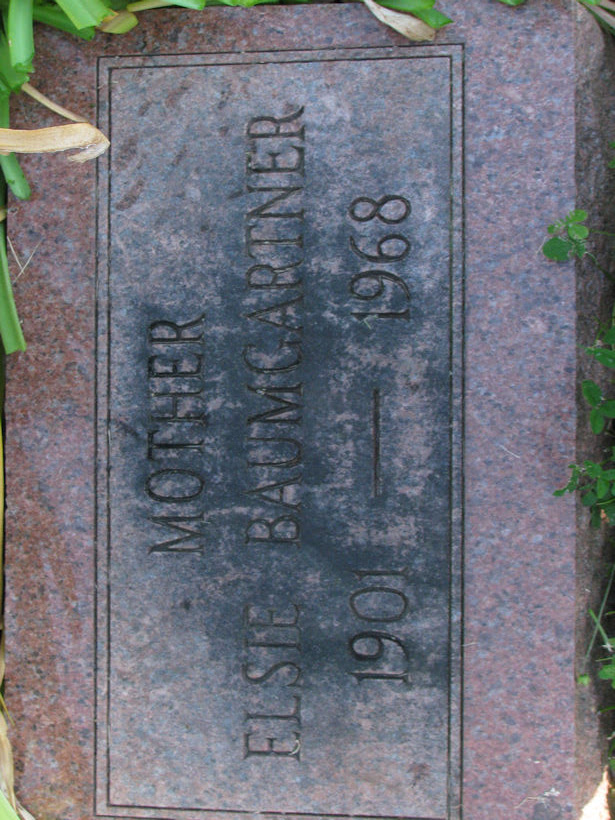 MOTHER
ELSIE BAUMGARTNER
1901 — 1968